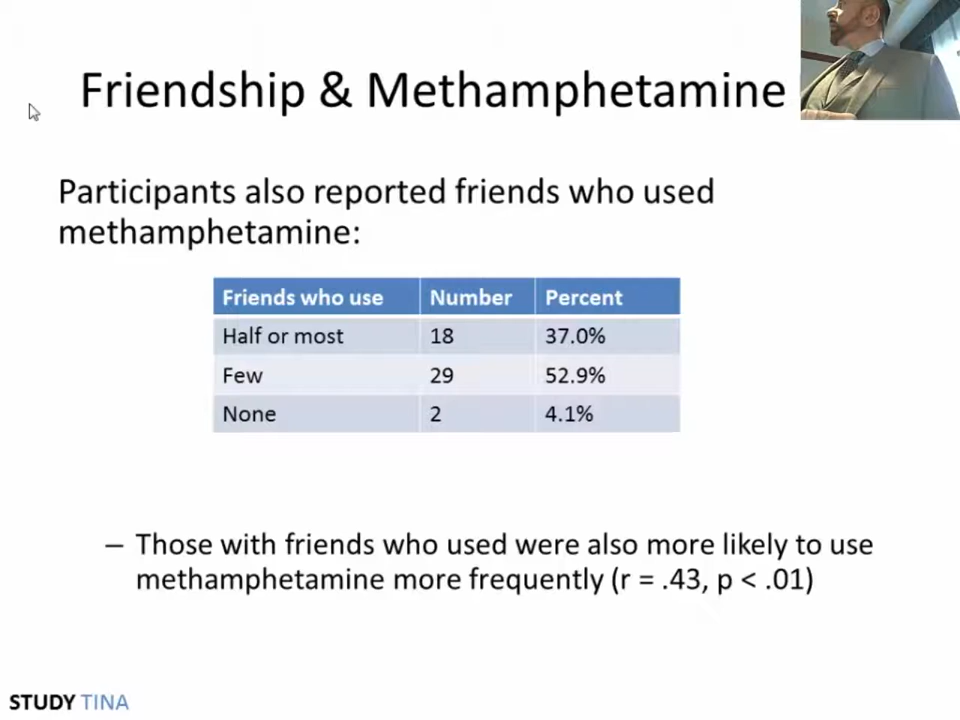 Friendship & Methamphetamine
Participants also reported friends who used
methamphetamine:
Friends who use Number Percent
Half or most 18 37.0%
Few 29 52.9%
None 2 4.1%
– Those with friends who used were also more likely to use
methamphetamine more frequently (r = .43, p < .01)
STUDY TINA